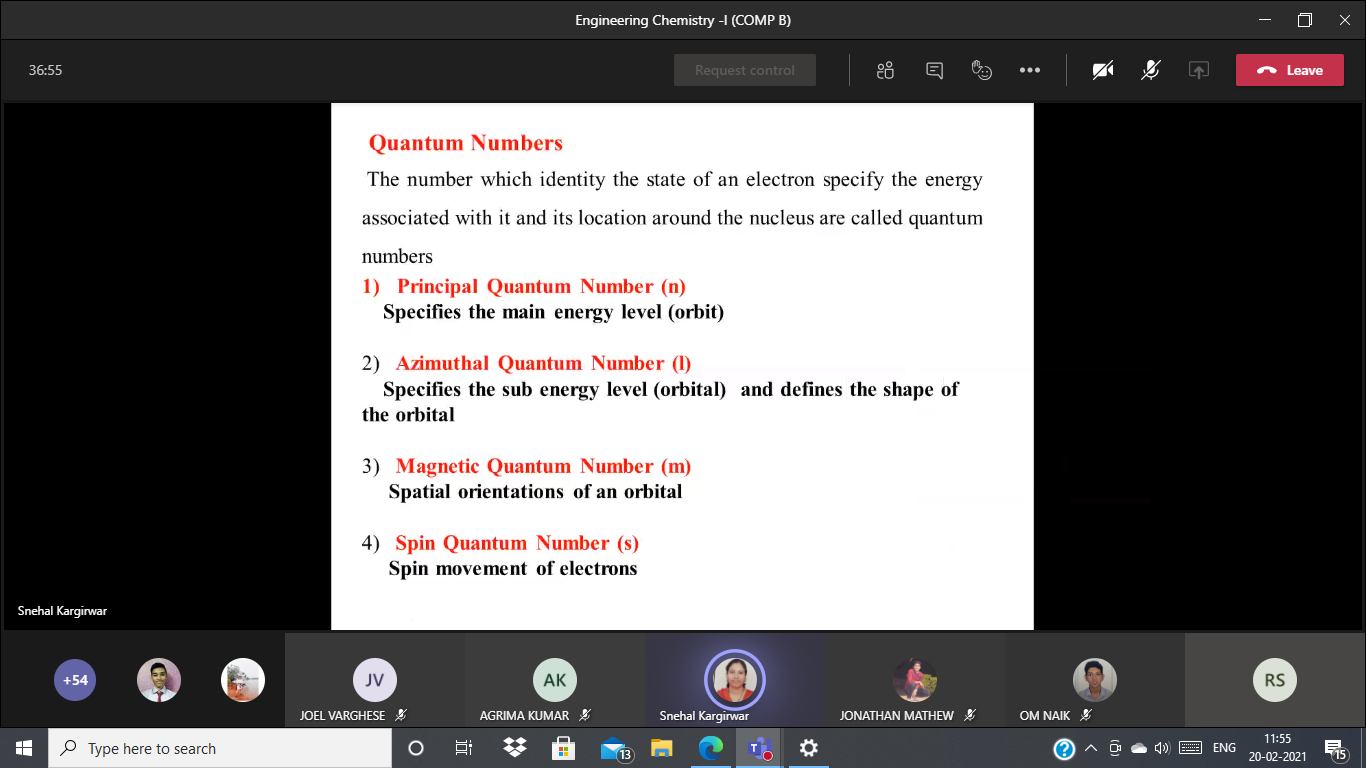 Engineering Chemistry -I (COMP B)
36:55
Request control
Leave
Quantum Numbers
The number which identity the state of an electron specify the energy
associated with it and its location around the nucleus are called quantum
numbers
1) Principal Quantum Number (n)
Specifies the main energy level (orbit)
2) Azimuthal Quantum Number (l)
Specifies the sub energy level (orbital) and defines the shape of
the orbital
3) Magnetic Quantum Number (m)
Spatial orientations of an orbital
4) Spin Quantum Number (s)
Spin movement of electrons
Snehal Kargirwar
+54
JV
AK
RS
JOEL VARGHESE
AGRIMA KUMAR
Snehal Kargirwar
JONATHAN MATHEW
OM NAIK
Type here to search
13
ENG
11:55
20-02-2021
15